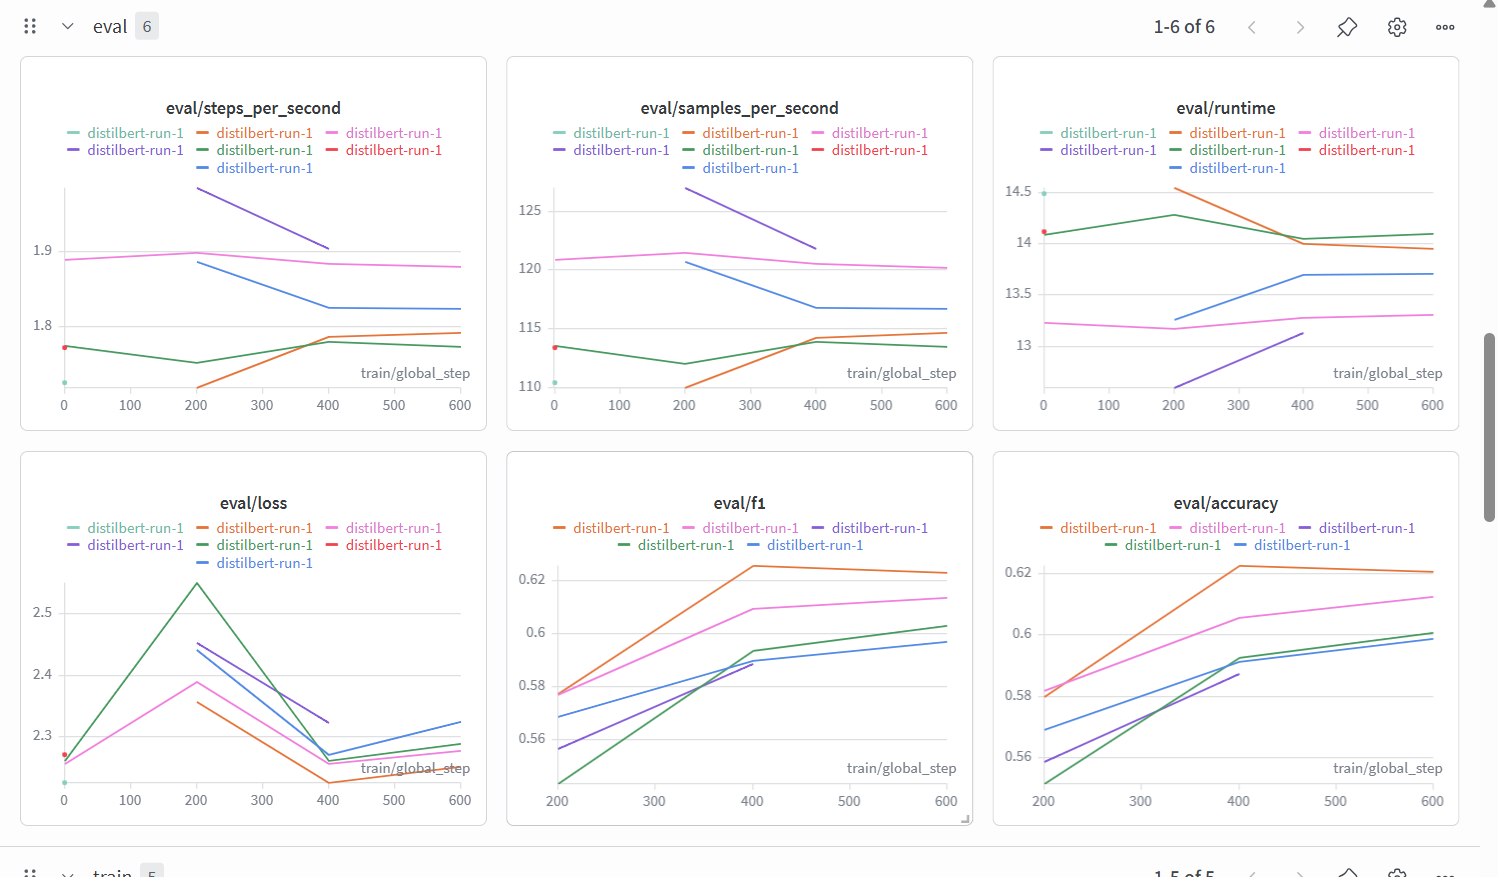 eval 6 1-6 of 6
eval/steps_per_second
distilbert-run-1 distilbert-run-1 distilbert-run-1
distilbert-run-1 distilbert-run-1 distilbert-run-1
distilbert-run-1
1.9
1.8
train/global_step
0 100 200 300 400 500 600
eval/samples_per_second
distilbert-run-1 distilbert-run-1 distilbert-run-1
distilbert-run-1 distilbert-run-1 distilbert-run-1
distilbert-run-1
125
120
115
110
train/global_step
0 100 200 300 400 500 600
eval/runtime
distilbert-run-1 distilbert-run-1 distilbert-run-1
distilbert-run-1 distilbert-run-1 distilbert-run-1
distilbert-run-1
14.5
14
13.5
13
train/global_step
0 100 200 300 400 500 600
eval/loss
distilbert-run-1 distilbert-run-1 distilbert-run-1
distilbert-run-1 distilbert-run-1 distilbert-run-1
distilbert-run-1
2.5
2.4
2.3
train/global_step
0 100 200 300 400 500 600
eval/f1
distilbert-run-1 distilbert-run-1 distilbert-run-1
distilbert-run-1 distilbert-run-1
0.62
0.6
0.58
0.56
train/global_step
200 300 400 500 600
eval/accuracy
distilbert-run-1 distilbert-run-1 distilbert-run-1
distilbert-run-1 distilbert-run-1
0.62
0.6
0.58
0.56
train/global_step
200 300 400 500 600
train 5 1-5 of 5